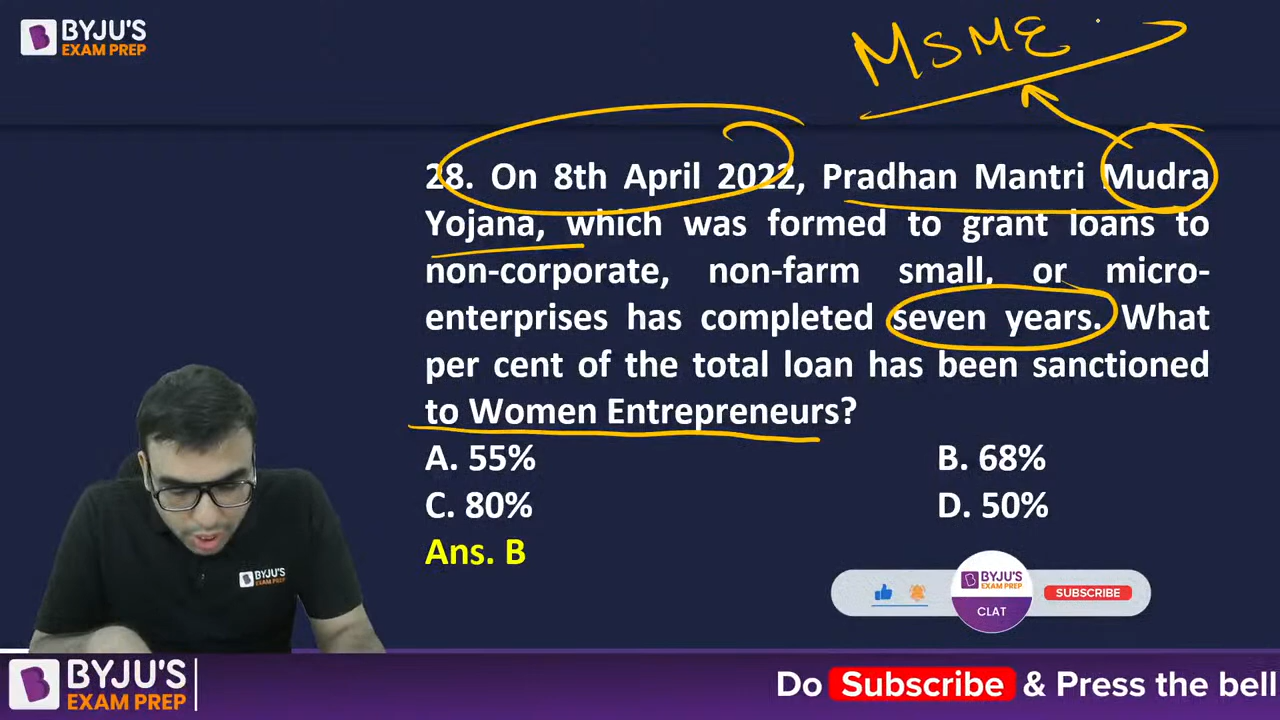 BYJU'S
EXAM PREP
MSME
28. On 8th April 2022, Pradhan Mantri Mudra
Yojana, which was formed to grant loans to
non-corporate, non-farm small, or micro-
enterprises has completed seven years. What
per cent of the total loan has been sanctioned
to Women Entrepreneurs?
A. 55%
B. 68%
C. 80%
D. 50%
Ans. B
BYJU'S
EXAM PREP
BYJU'S
EXAM PREP
CLAT
SUBSCRIBE
BYJU'S
EXAM PREP
Do Subscribe & Press the bell